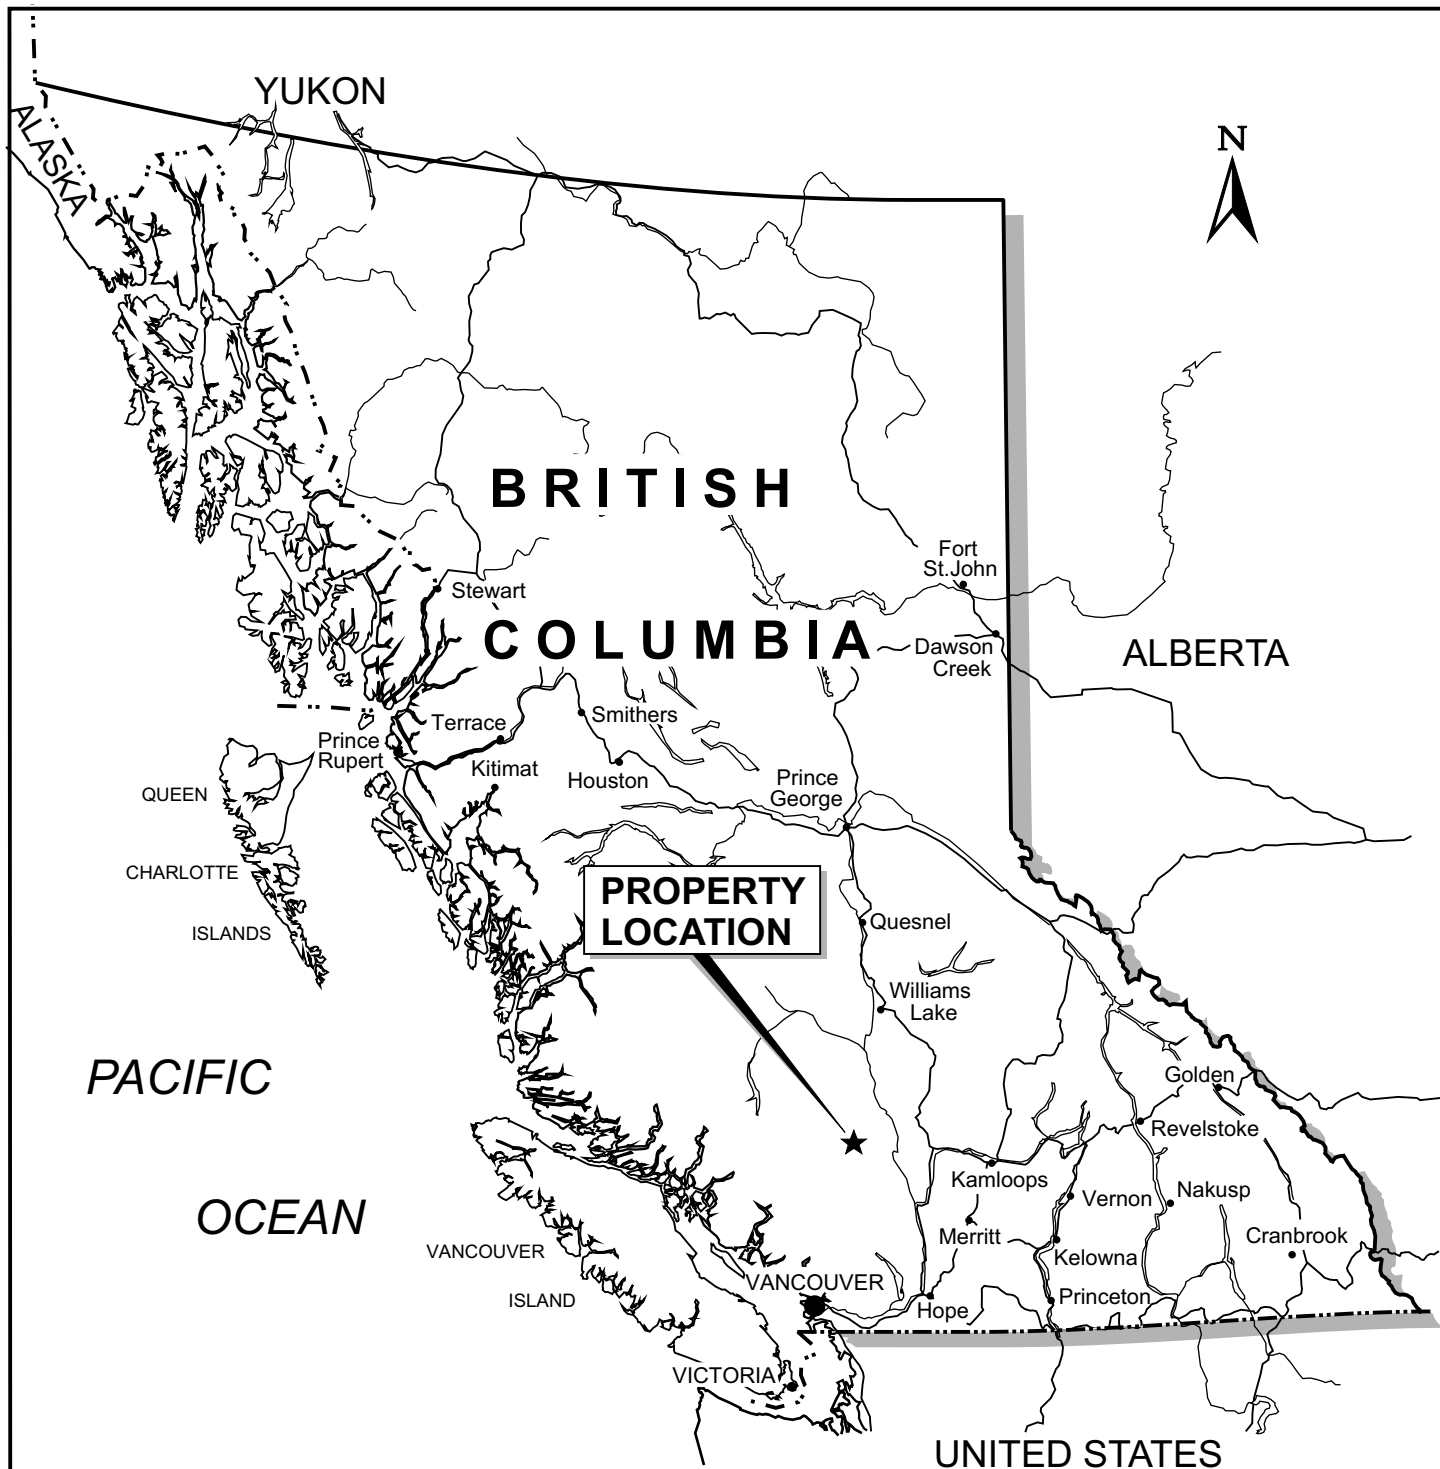 YUKON
ALASKA
N
BRITISH
Fort
St.John
Stewart
COLUMBIA
Dawson
Creek
ALBERTA
Smithers
Terrace
Prince
Rupert
Kitimat
Houston
Prince
George
QUEEN
CHARLOTTE
ISLANDS
PROPERTY
LOCATION
Quesnel
Williams
Lake
PACIFIC
OCEAN
Golden
Revelstoke
Kamloops
Vernon
Nakusp
Merritt
Cranbrook
Kelowna
VANCOUVER
ISLAND
VANCOUVER
Hope
Princeton
VICTORIA
UNITED STATES